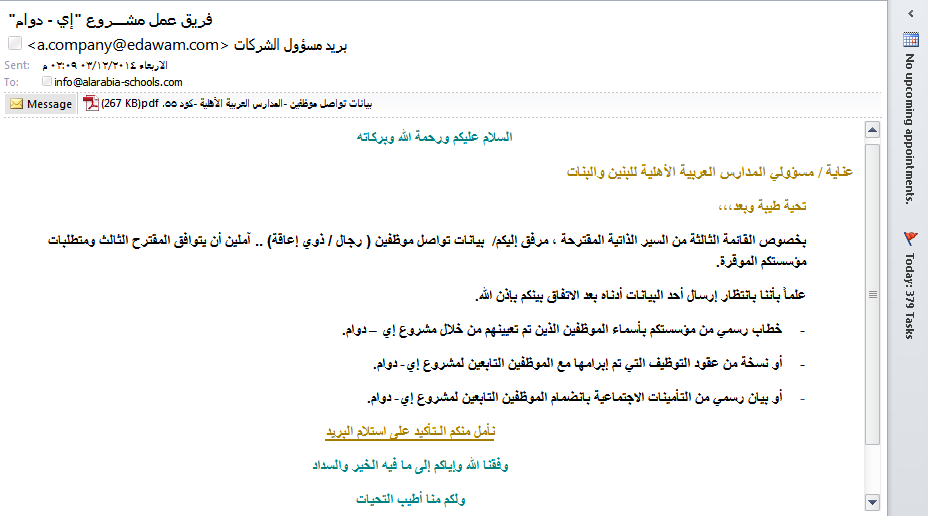 فريق عمل مشـــروع "إي - دوام"
بريد مسؤول الشركات <a.company@edawam.com>
Sent: الاربعاء ٠٣/١٢/٢٠١٤ ٠٢:٠٩ م
To: info@alarabia-schools.com
Message
بيانات تواصل موظفين -المدارس العربية الأهلية -كود ٥٥. pdf(267 KB)
السلام عليكم ورحمة الله وبركاته
عناية / مسؤولي المدارس العربية الأهلية للبنين والبنات
تحية طيبة وبعد،،،
بخصوص القائمة الثالثة من السير الذاتية المقترحة ، مرفق إليكم/ بيانات تواصل موظفين ( رجال / ذوي إعاقة) .. آملين أن يتوافق المقترح الثالث ومتطلبات
مؤسستكم الموقرة.
علماً بأننا بانتظار إرسال أحد البيانات أدناه بعد الاتفاق بينكم بإذن الله.
- خطاب رسمي من مؤسستكم بأسماء الموظفين الذين تم تعيينهم من خلال مشروع إي – دوام.
- أو نسخة من عقود التوظيف التي تم إبرامها مع الموظفين التابعين لمشروع إي- دوام.
- أو بيان رسمي من التأمينات الاجتماعية بانضمام الموظفين التابعين لمشروع إي- دوام.
نأمل منكم الـتأكيد على استلام البريد
وفقنا الله وإياكم إلى ما فيه الخير والسداد
ولكم منا أطيب التحيات
No upcoming appointments.
Today: 379 Tasks